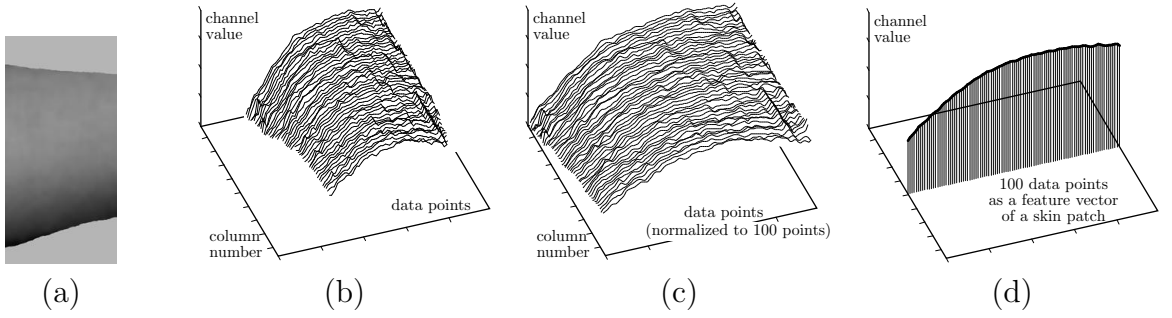 channel
value
data points
column
number
channel
value
data points
(normalized to 100 points)
column
number
channel
value
100 data points
as a feature vector
of a skin patch
(a)
(b)
(c)
(d)